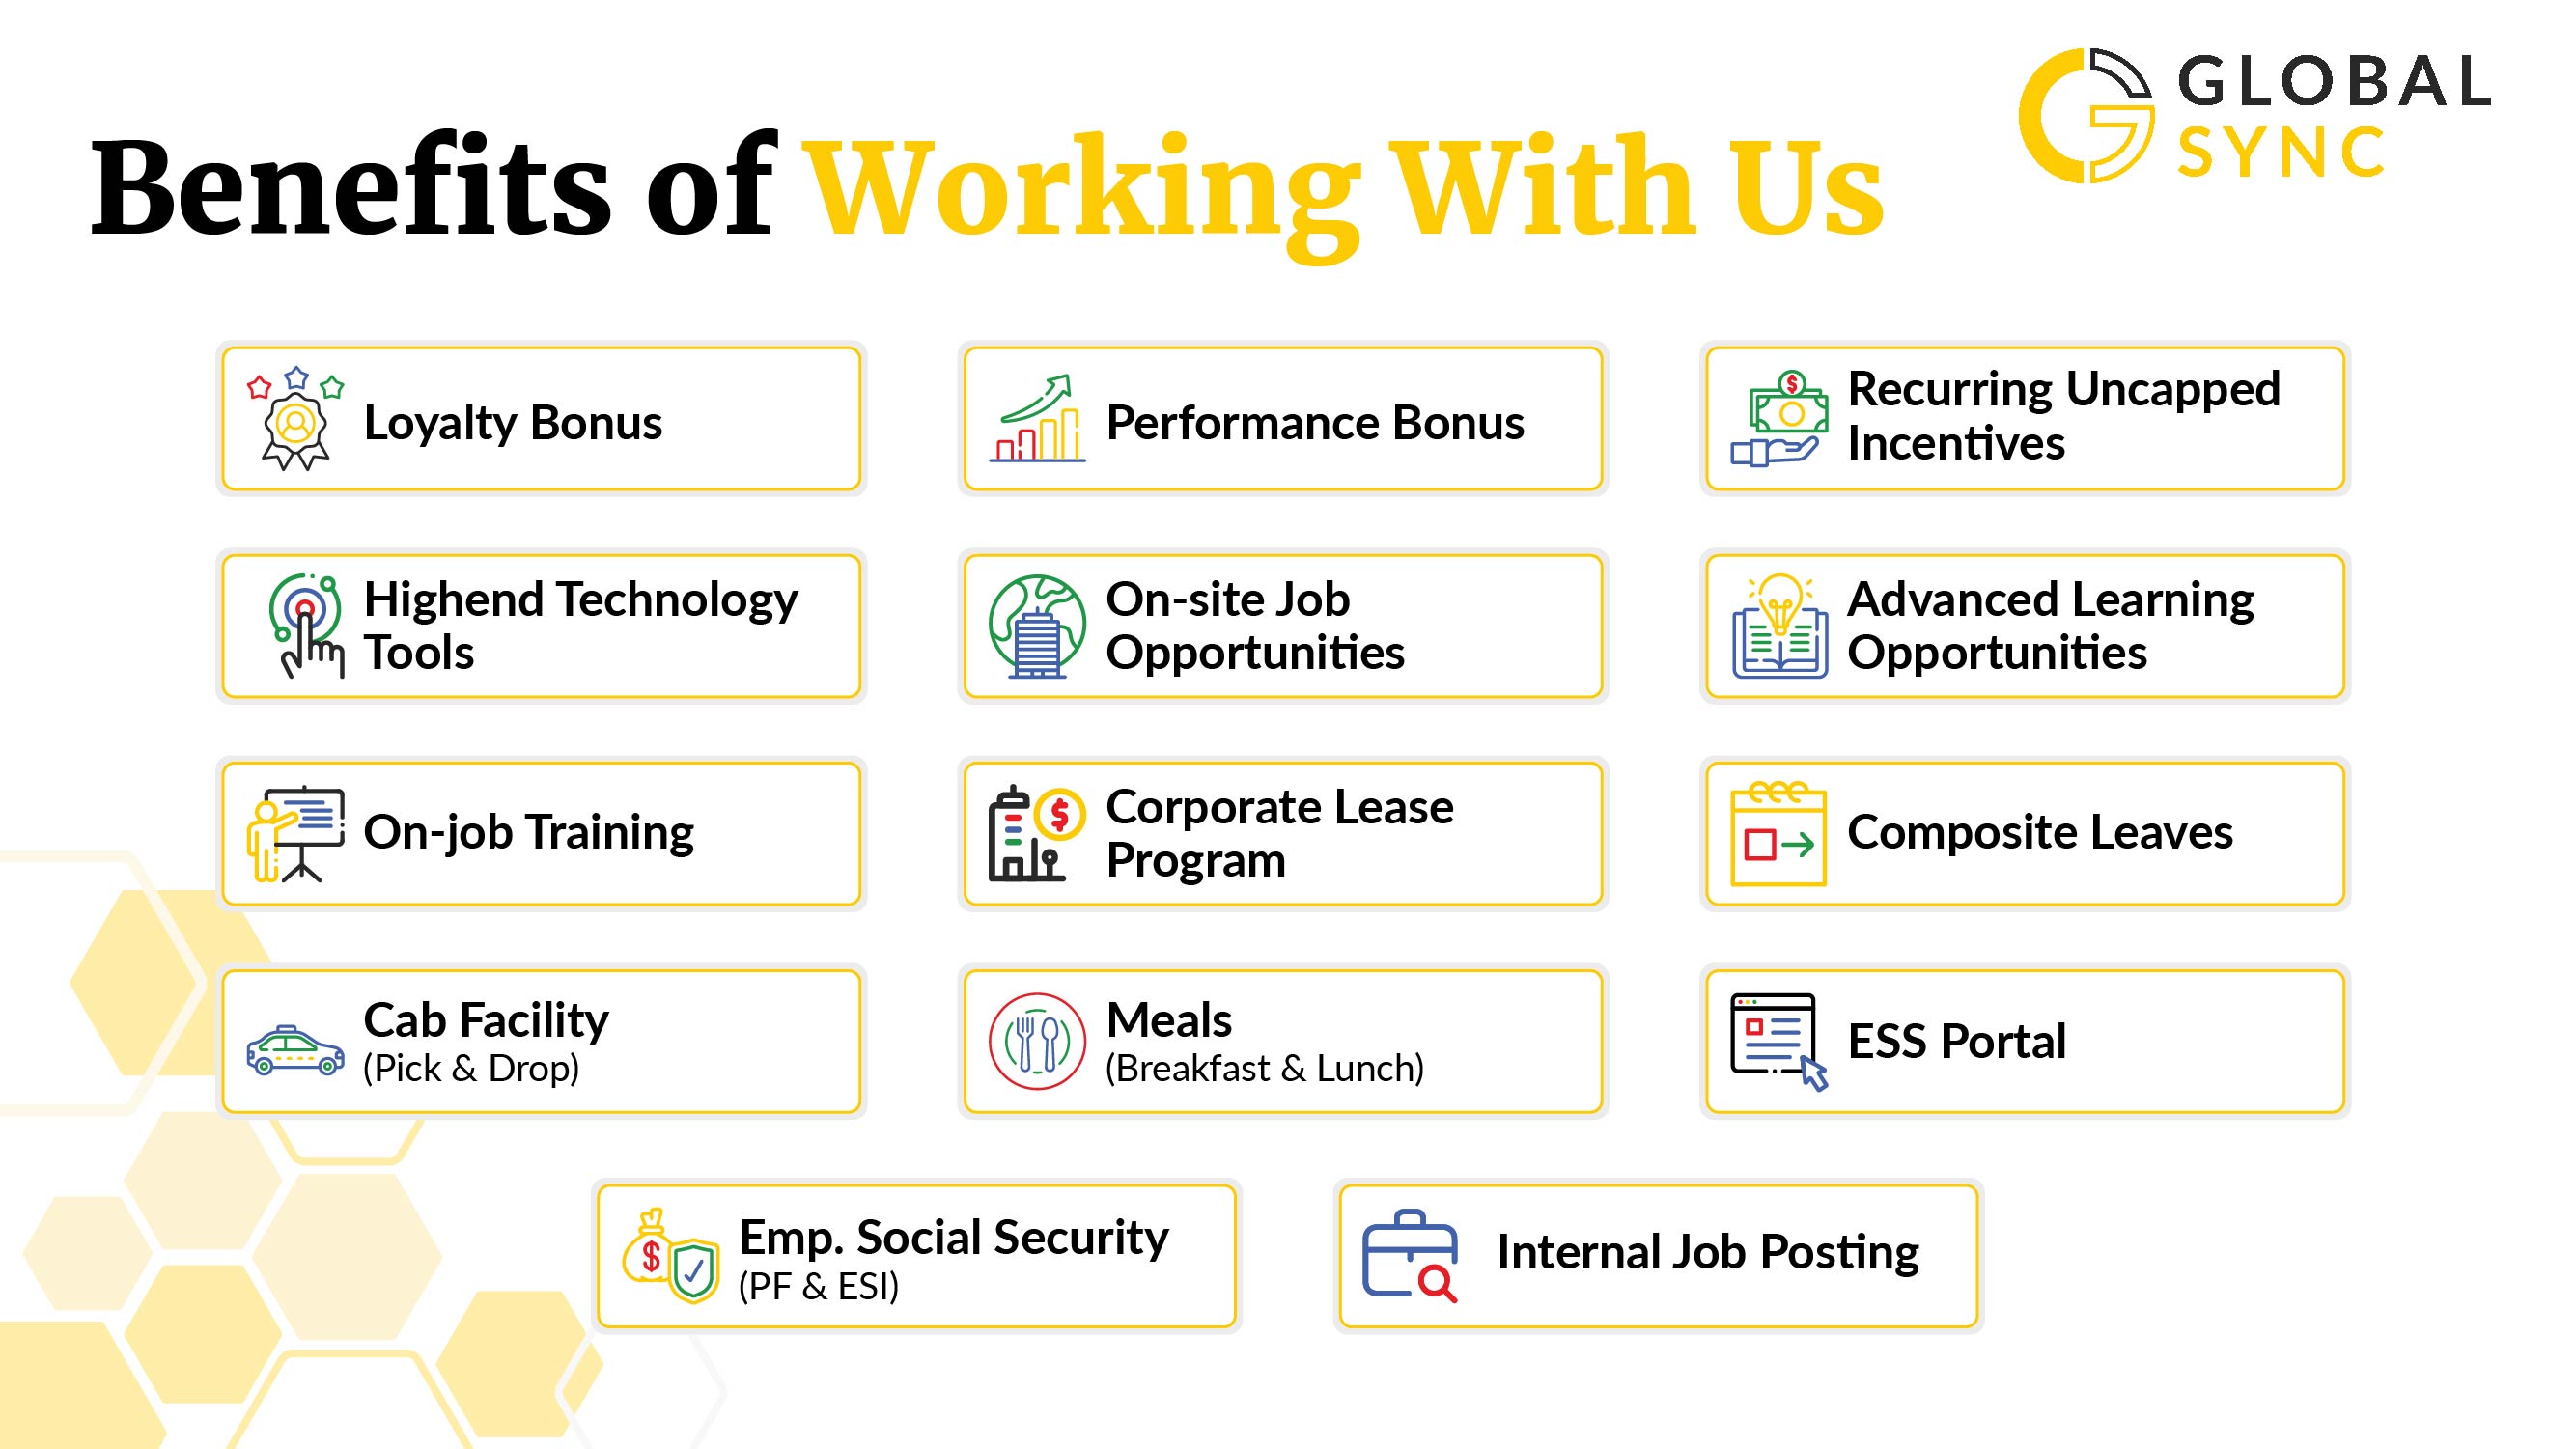 GLOBAL
SYNC
Benefits of Working With Us
Loyalty Bonus
Performance Bonus
Recurring Uncapped
Incentives
Highend Technology
Tools
On-site Job
Opportunities
Advanced Learning
Opportunities
On-job Training
Corporate Lease
Program
Composite Leaves
Cab Facility
(Pick & Drop)
Meals
(Breakfast & Lunch)
ESS Portal
Emp. Social Security
(PF & ESI)
Internal Job Posting